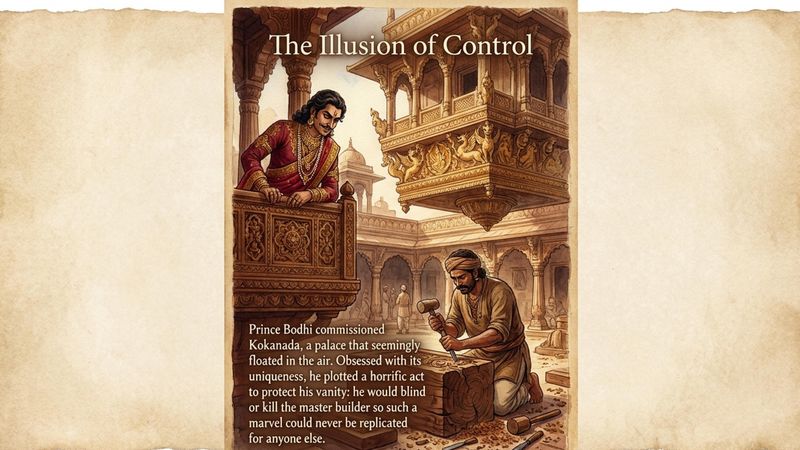 The Illusion of Control
Prince Bodhi commissioned
Kokanada, a palace that seemingly
floated in the air. Obsessed with its
uniqueness, he plotted a horrific act
to protect his vanity: he would blind
or kill the master builder so such a
marvel could never be replicated
for anyone else.